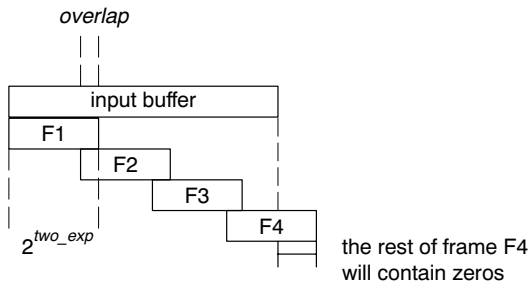 overlap
input buffer
F1
F2
F3
F4
2^two_exp
the rest of frame F4
will contain zeros